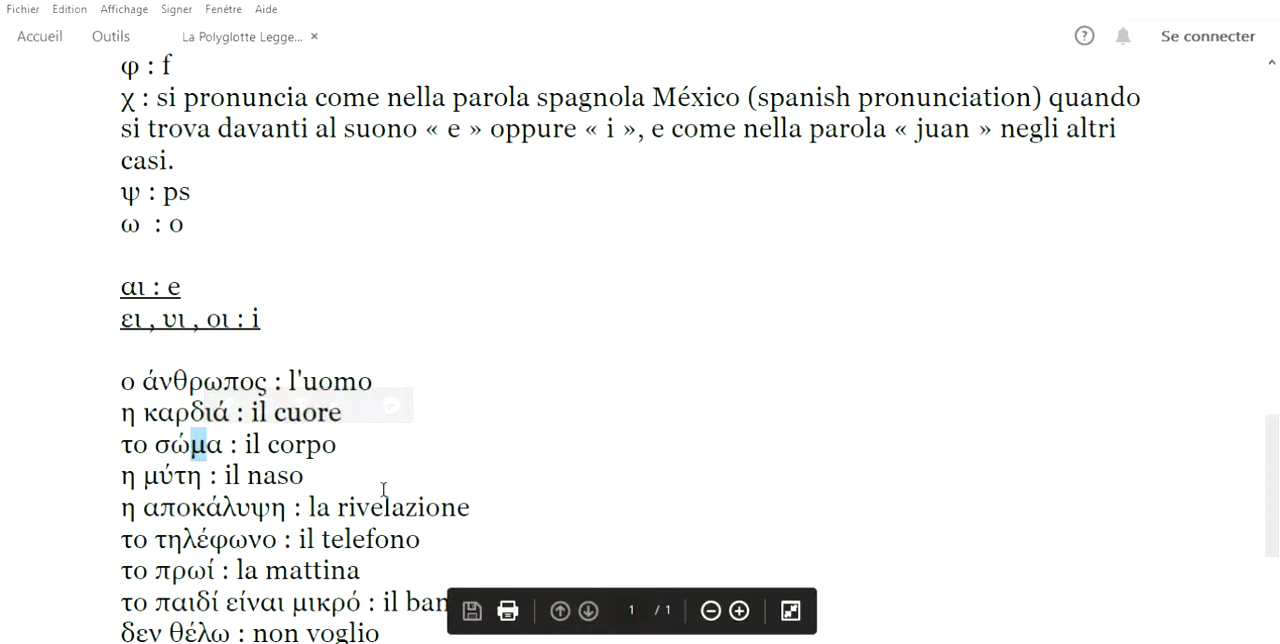 Fichier Edition Affichage Signer Fenêtre Aide
Accueil Outils La Polyglotte Legge... × ? Se connecter
φ : f
χ : si pronuncia come nella parola spagnola México (spanish pronunciation) quando
si trova davanti al suono « e » oppure « i », e come nella parola « juan » negli altri
casi.
ψ : ps
ω : o
αι : e
ει , υι , οι : i
ο άνθρωπος : l'uomo
η καρδιά : il cuore
το σώμα : il corpo
η μύτη : il naso
η αποκάλυψη : la rivelazione
το τηλέφωνο : il telefono
το πρωί : la mattina
το παιδί είναι μικρό : il
1 / 1
δεν θέλω : non voglio